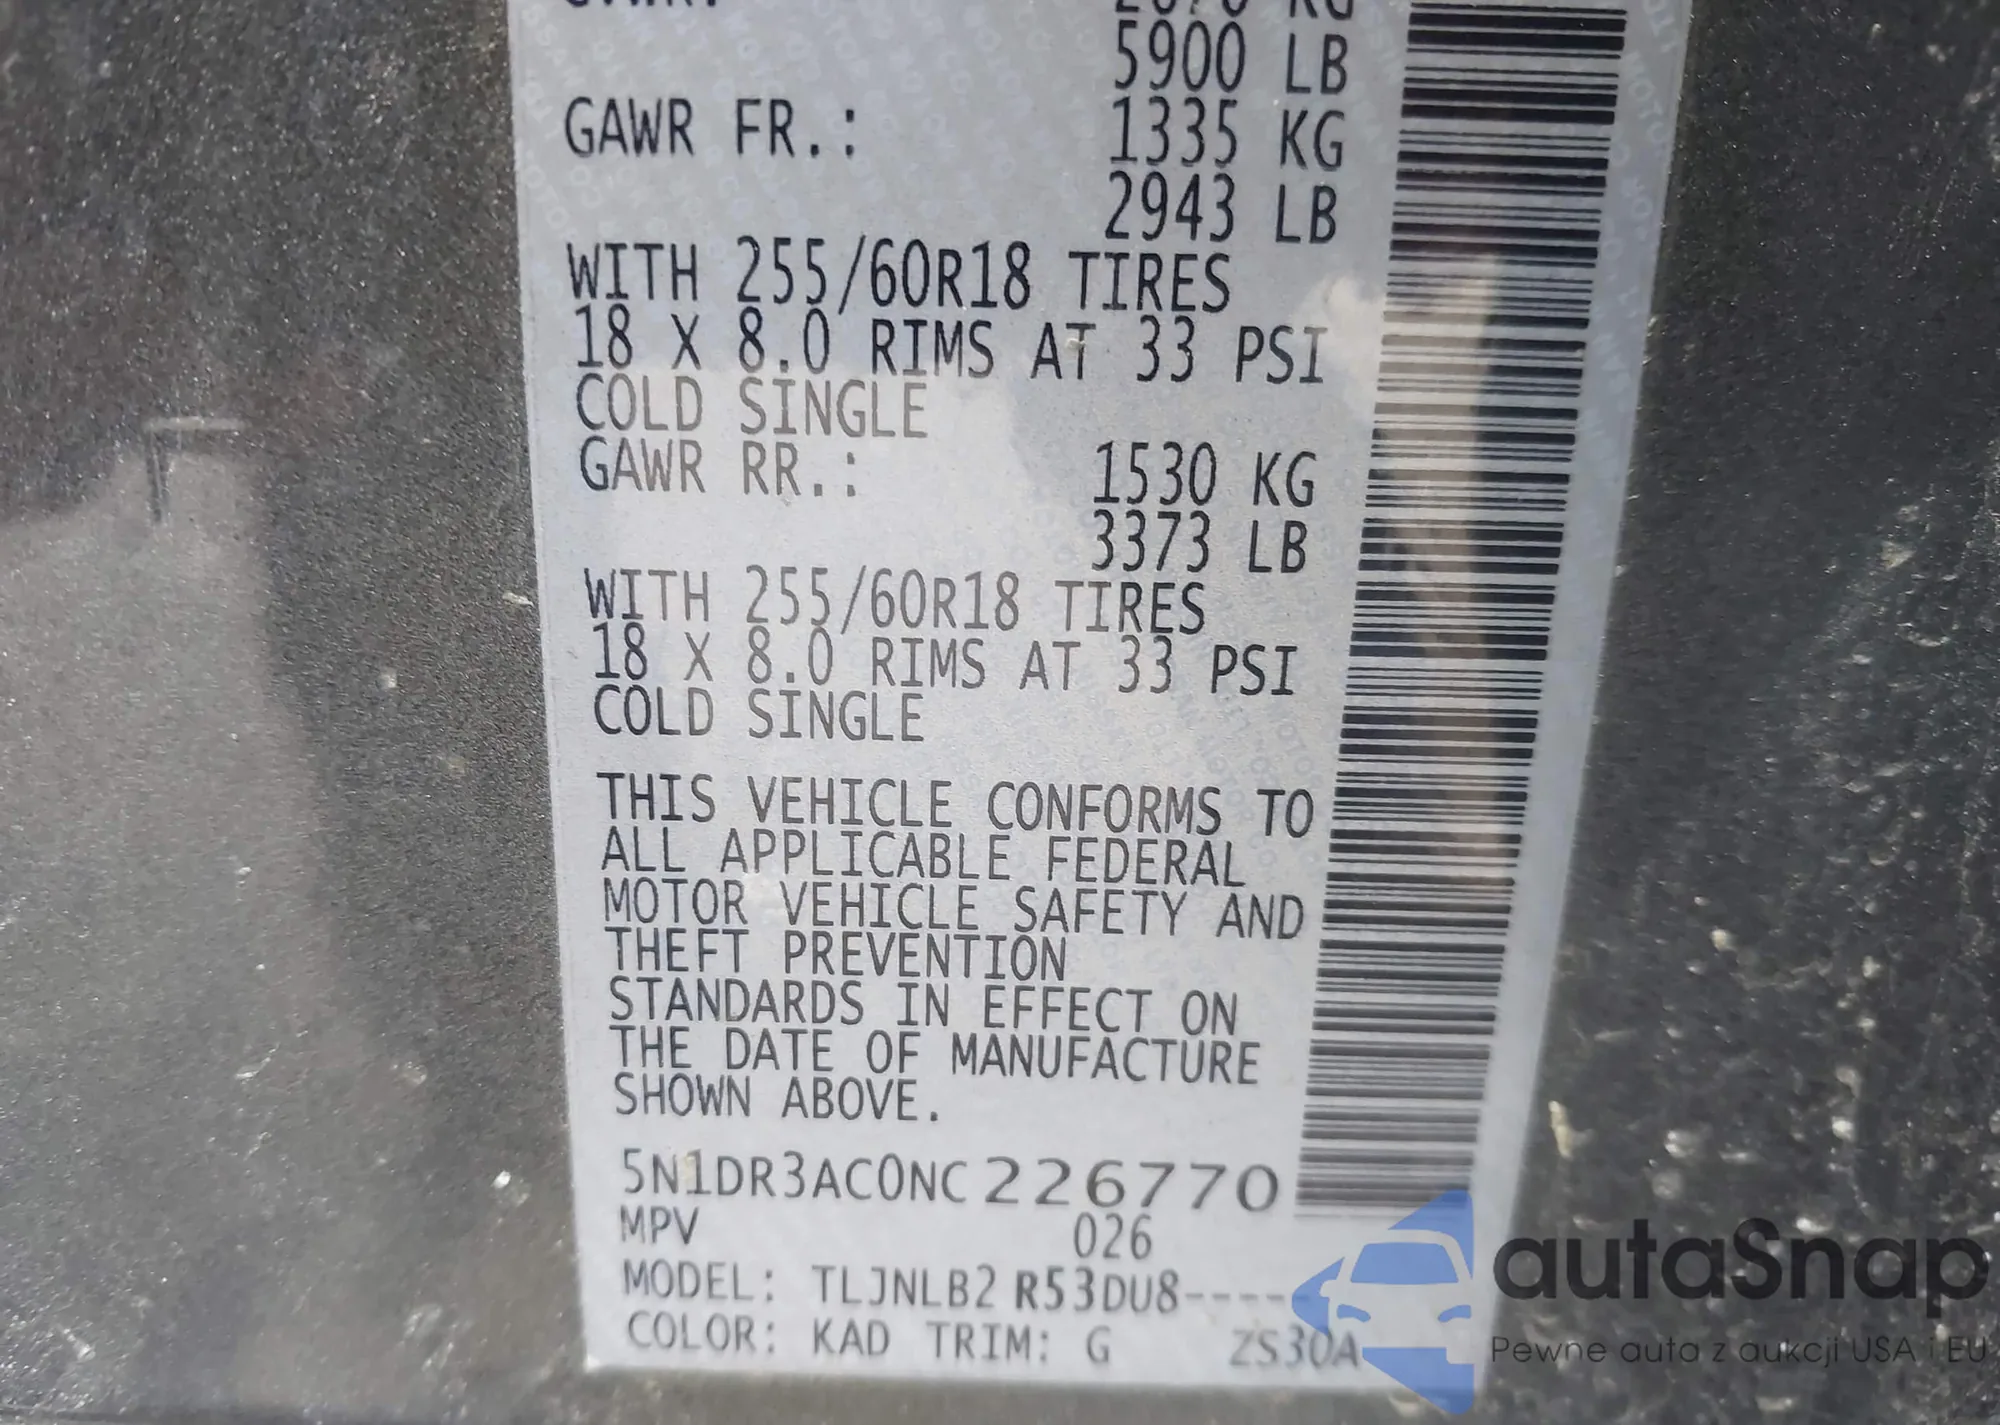 GAWR FR.: 1335 KG
5900 LB
2943 LB
WITH 255/60R18 TIRES
18 X 8.0 RIMS AT 33 PSI
COLD SINGLE
GAWR RR.: 1530 KG
3373 LB
WITH 255/60R18 TIRES
18 X 8.0 RIMS AT 33 PSI
COLD SINGLE
THIS VEHICLE CONFORMS TO
ALL APPLICABLE FEDERAL
MOTOR VEHICLE SAFETY AND
THEFT PREVENTION
STANDARDS IN EFFECT ON
THE DATE OF MANUFACTURE
SHOWN ABOVE.
5N1DR3AC0NC226770
MPV 026
MODEL: TLJNLB2 R53DU8-----
COLOR: KAD TRIM: G ZS30A
autaSnap
Pewne auta z aukcji USA i EU